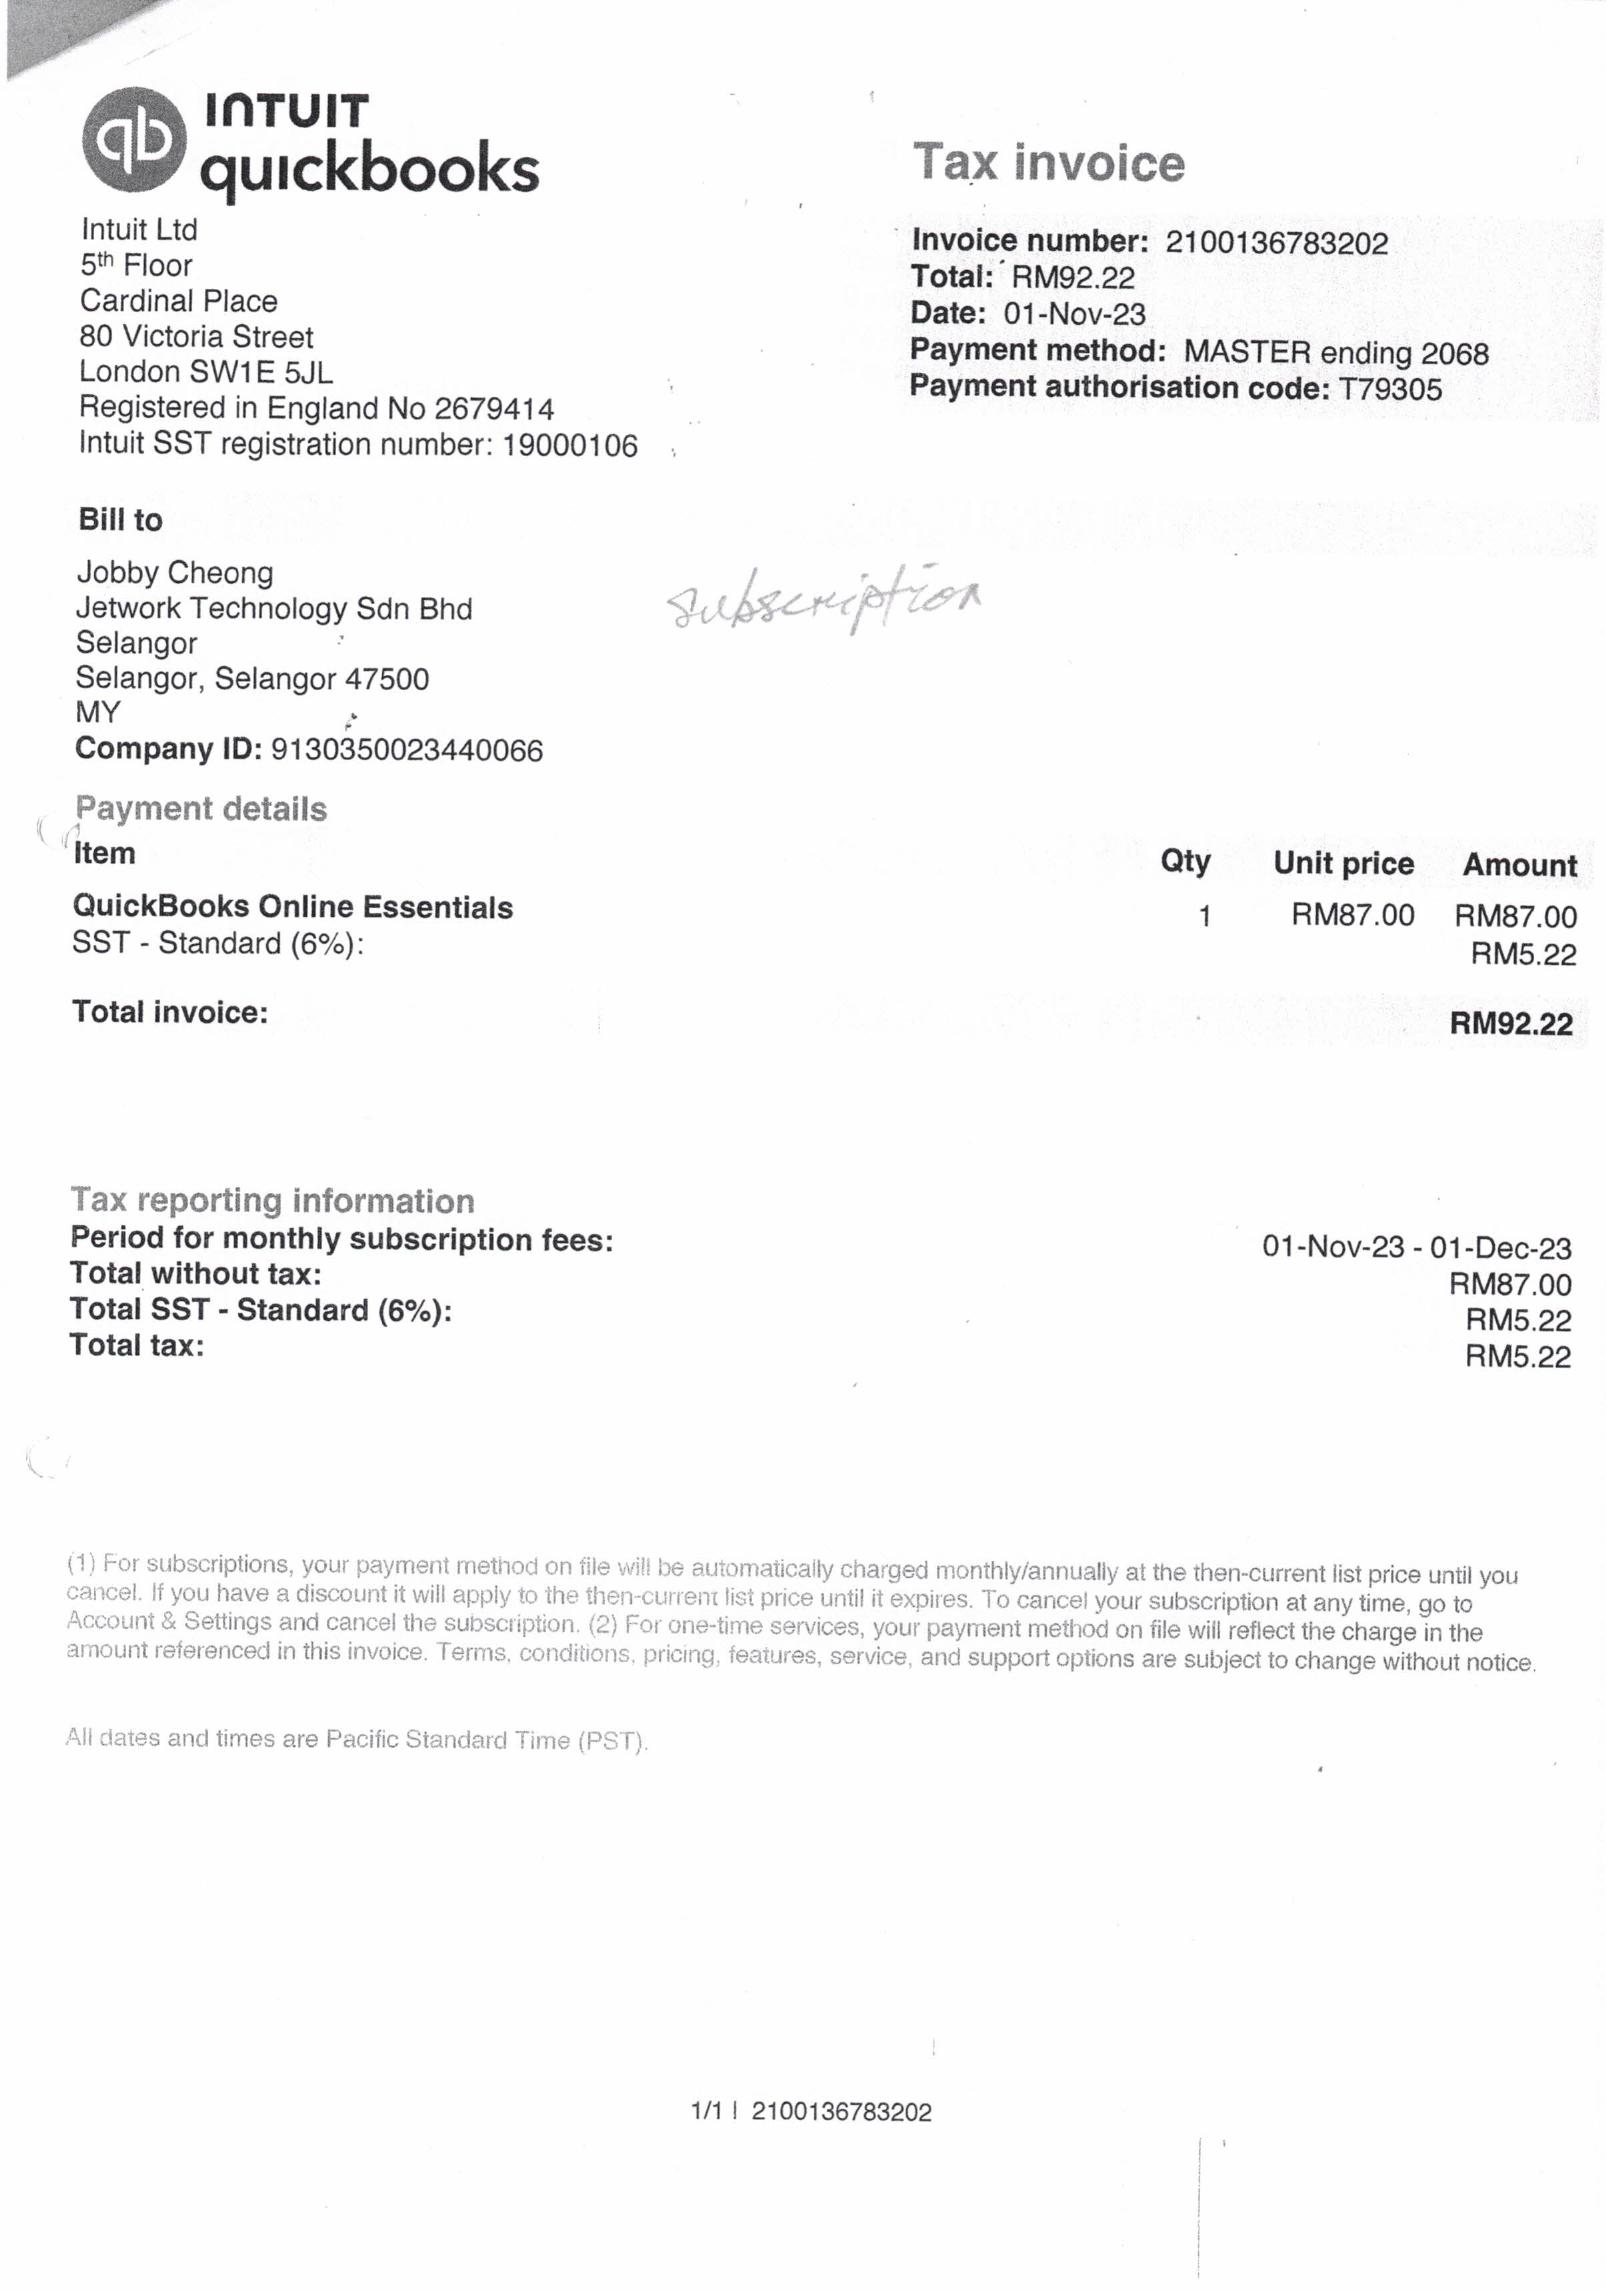 INTUIT
quickbooks
Intuit Ltd
5th Floor
Cardinal Place
80 Victoria Street
London SW1E 5JL
Registered in England No 2679414
Intuit SST registration number: 19000106
Tax invoice
Invoice number: 2100136783202
Total: RM92.22
Date: 01-Nov-23
Payment method: MASTER ending 2068
Payment authorisation code: T79305
Bill to
Jobby Cheong
Jetwork Technology Sdn Bhd
Selangor
Selangor, Selangor 47500
MY
Company ID: 9130350023440066
subscription
Payment details
Item Qty Unit price Amount
QuickBooks Online Essentials 1 RM87.00 RM87.00
SST - Standard (6%): RM5.22
Total invoice: RM92.22
Tax reporting information
Period for monthly subscription fees: 01-Nov-23 - 01-Dec-23
Total without tax: RM87.00
Total SST - Standard (6%): RM5.22
Total tax: RM5.22
(1) For subscriptions, your payment method on file will be automatically charged monthly/annually at the then-current list price until you
cancel. If you have a discount it will apply to the then-current list price until it expires. To cancel your subscription at any time, go to
Account & Settings and cancel the subscription. (2) For one-time services, your payment method on file will reflect the charge in the
amount referenced in this invoice. Terms, conditions, pricing, features, service, and support options are subject to change without notice.
All dates and times are Pacific Standard Time (PST).
1/1 | 2100136783202